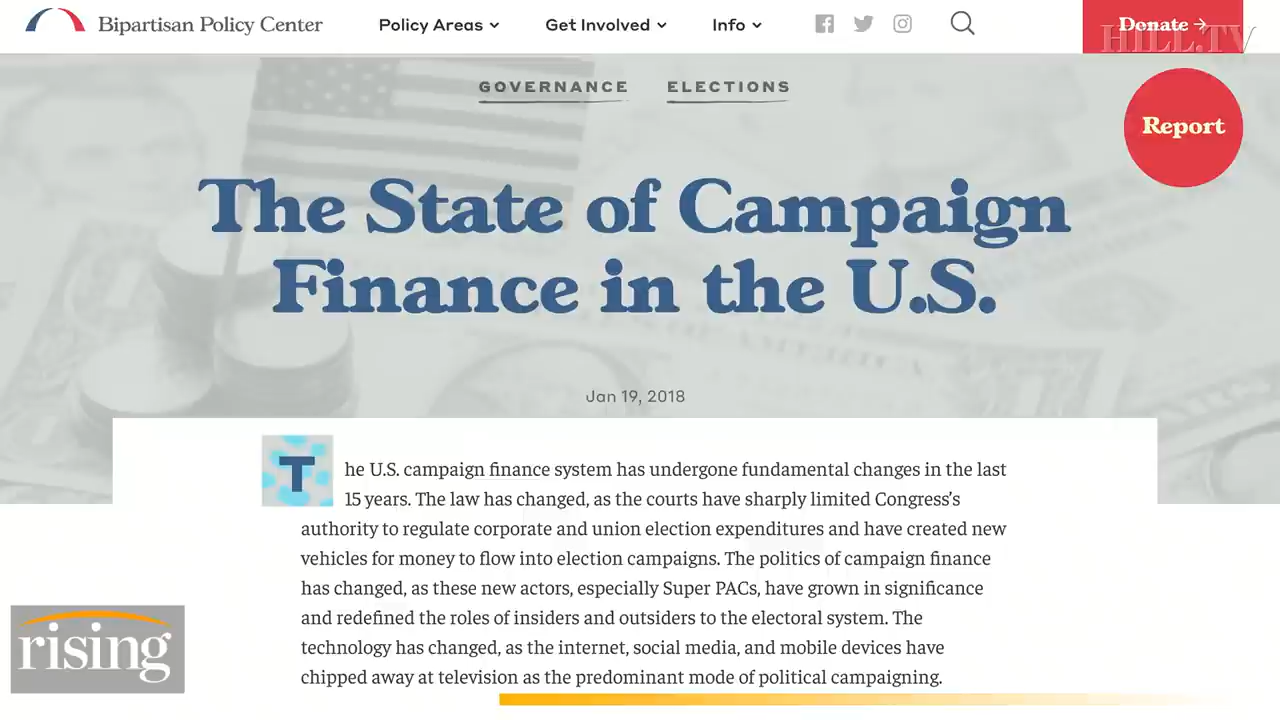 Bipartisan Policy Center
Policy Areas
Get Involved
Info
Donate →
HILL.TV
GOVERNANCE
ELECTIONS
Report
The State of Campaign
Finance in the U.S.
Jan 19, 2018
The U.S. campaign finance system has undergone fundamental changes in the last
15 years. The law has changed, as the courts have sharply limited Congress’s
authority to regulate corporate and union election expenditures and have created new
vehicles for money to flow into election campaigns. The politics of campaign finance
has changed, as these new actors, especially Super PACs, have grown in significance
and redefined the roles of insiders and outsiders to the electoral system. The
technology has changed, as the internet, social media, and mobile devices have
chipped away at television as the predominant mode of political campaigning.
rising